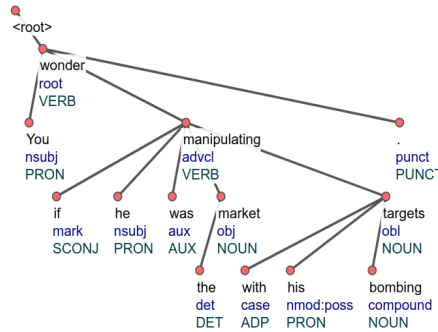 <root>
wonder
root
VERB
You manipulating .
nsubj advcl punct
PRON VERB PUNCT
if he was market targets
mark nsubj aux obj obl
SCONJ PRON AUX NOUN NOUN
the with his bombing
det case nmod:poss compound
DET ADP PRON NOUN